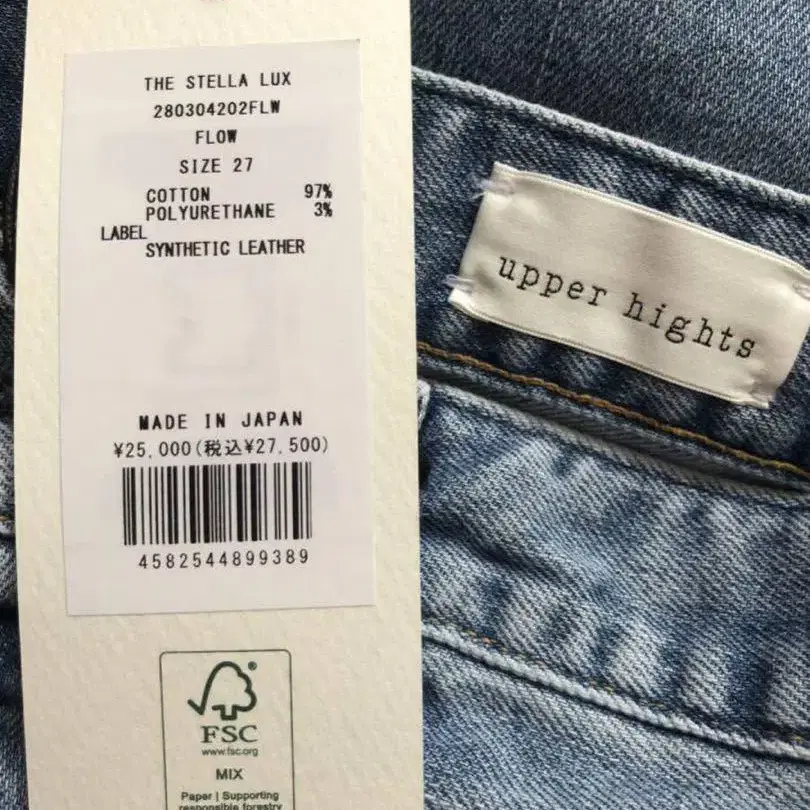 THE STELLA LUX
280304202FLW
FLOW
SIZE 27
COTTON 97%
POLYURETHANE 3%
LABEL
SYNTHETIC LEATHER
MADE IN JAPAN
¥25,000(税込¥27,500)
4582544899389
FSC
www.fsc.org
MIX
Paper | Supporting
responsible forestry
upper hights